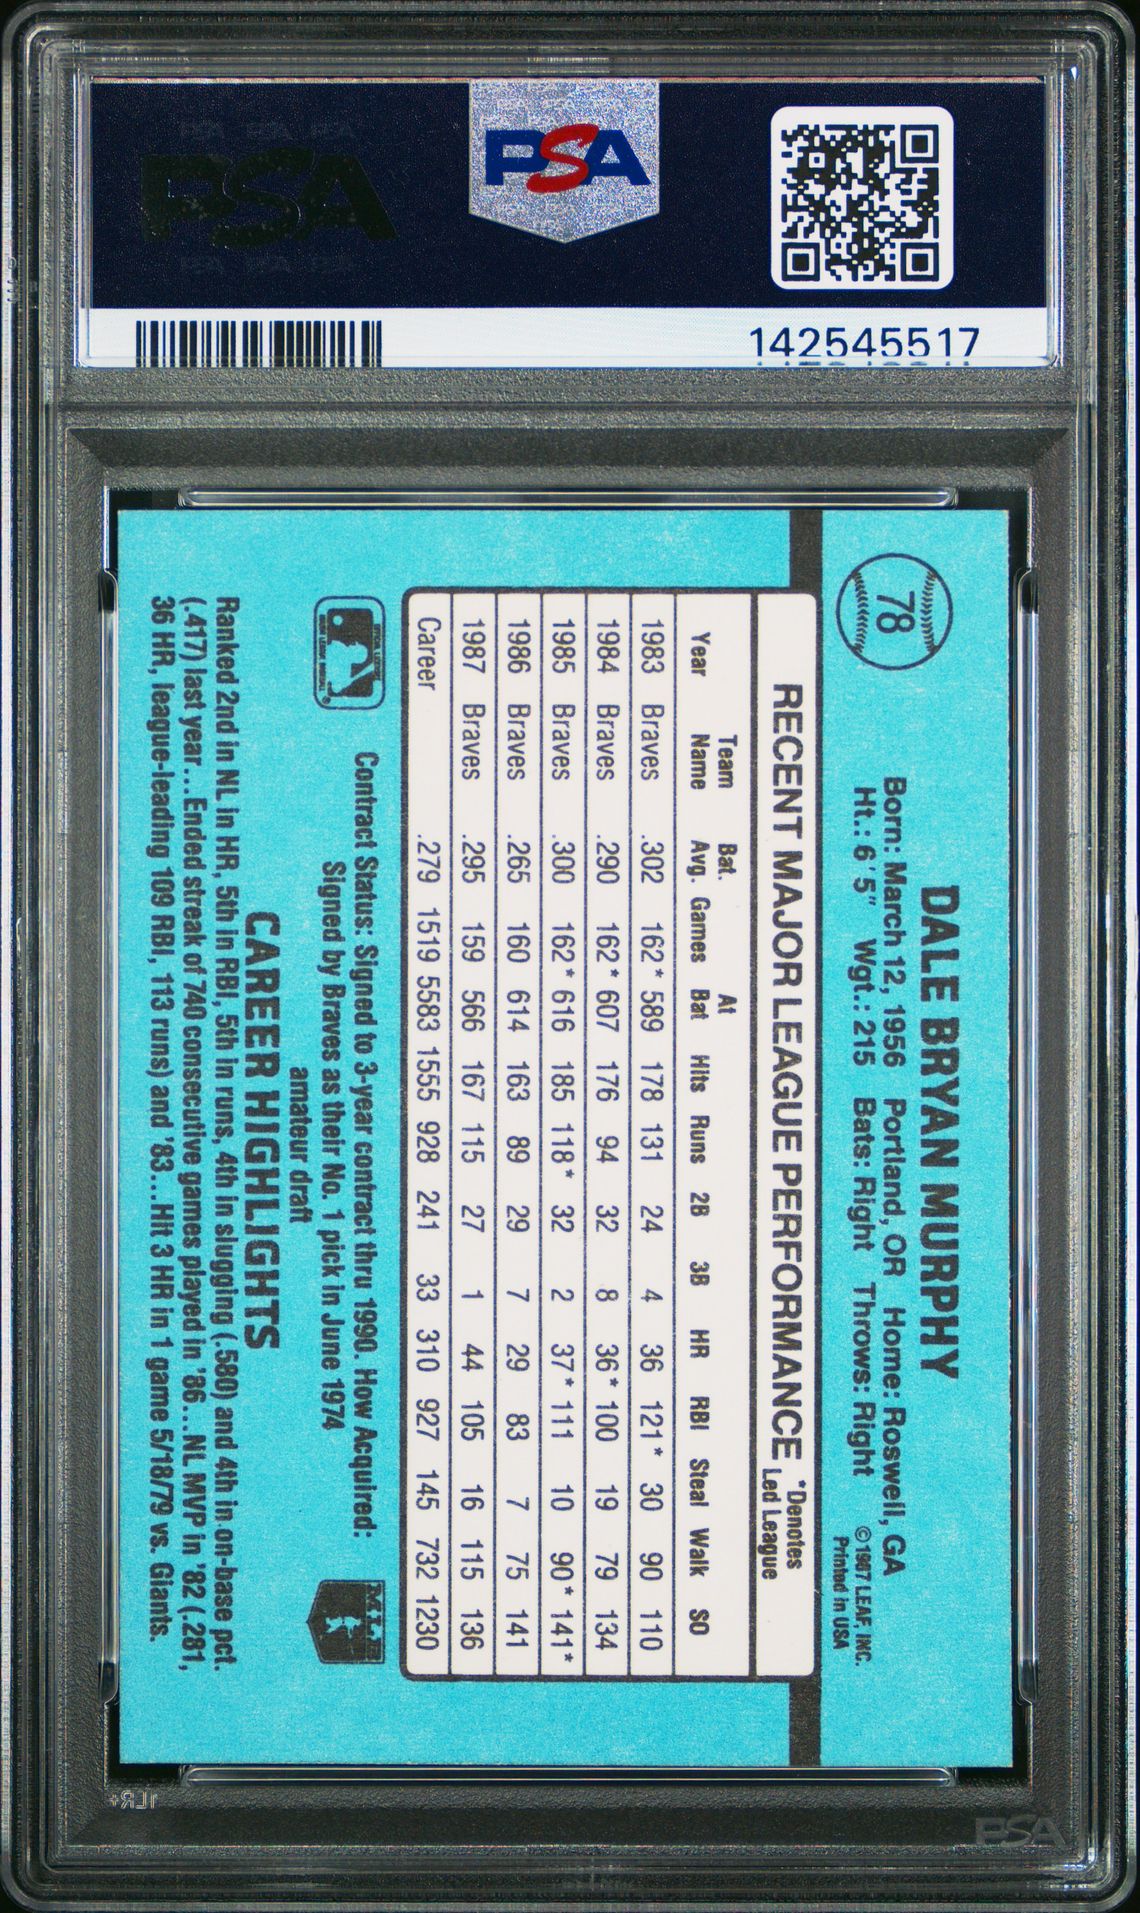 PSA
PSA
142545517
78
DALE BRYAN MURPHY
Born: March 12, 1956 Portland, OR Home: Roswell, GA
Ht.: 6'5" Wgt.: 215 Bats: Right Throws: Right
© 1987 LEAF, INC.
Printed in USA
RECENT MAJOR LEAGUE PERFORMANCE *Denotes
Led League
Year Team Name Bat. Avg. Games At Bat Hits Runs 2B 3B HR RBI Steal Walk SO
1983 Braves .302 162* 589 178 131 24 4 36 121* 30 90 110
1984 Braves .290 162* 607 176 94 32 8 36* 100 19 79 134
1985 Braves .300 162* 616 185 118* 32 2 37* 111 10 90* 141*
1986 Braves .265 160 614 163 89 29 7 29 83 7 75 141
1987 Braves .295 159 566 167 115 27 1 44 105 16 115 136
Career .279 1519 5583 1555 928 241 33 310 927 145 732 1230
Contract Status: Signed to 3-year contract thru 1990. How Acquired:
Signed by Braves as their No. 1 pick in June 1974
amateur draft
MLB
CAREER HIGHLIGHTS
Ranked 2nd in NL in HR, 5th in RBI, 5th in runs, 4th in slugging (.580) and 4th in on-base pct.
(.417) last year...Ended streak of 740 consecutive games played in '86...NL MVP in '82 (.281,
36 HR, league-leading 109 RBI, 113 runs) and '83...Hit 3 HR in 1 game 5/18/79 vs. Giants.
PSA